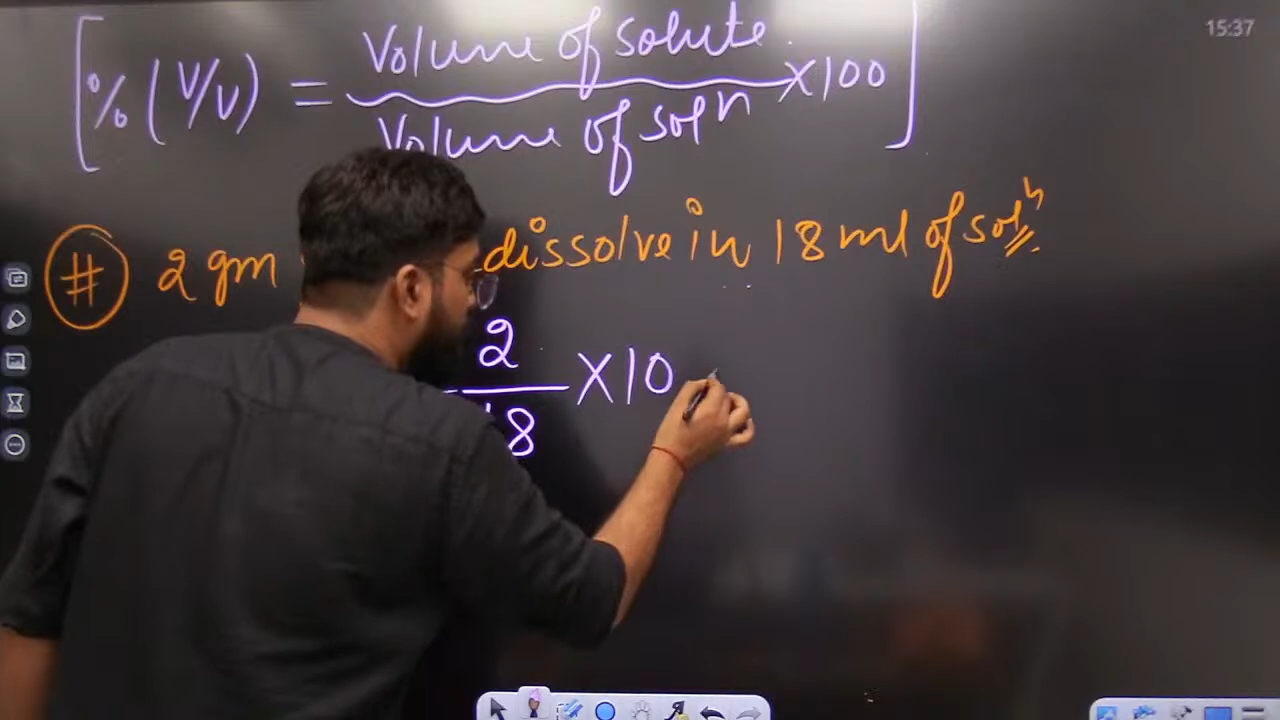 15:37
[% (V/V) = Volume of solute / Volume of solⁿ × 100]
# 2 gm dissolve in 18 ml of solⁿ
2 / 18 × 10